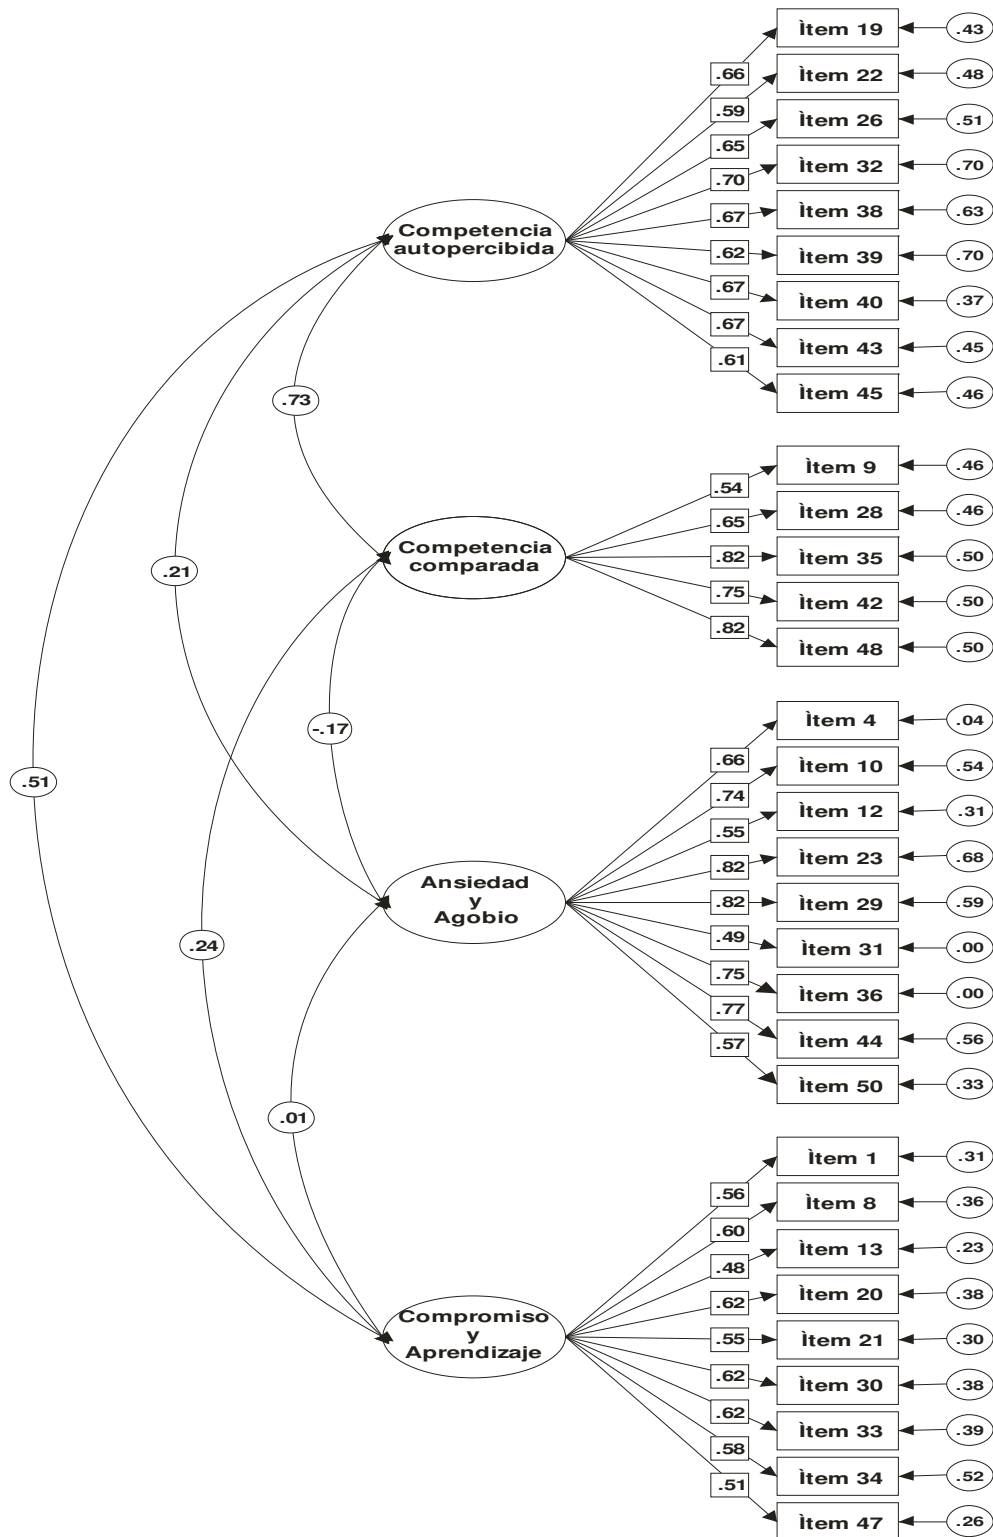 Ìtem 19
.43
.66
Ìtem 22
.48
.59
Ìtem 26
.51
.65
Ìtem 32
.70
.70
Ìtem 38
.63
.67
Competencia
autopercibida
Ìtem 39
.70
.62
Ìtem 40
.37
.67
Ìtem 43
.45
.67
Ìtem 45
.46
.61
.73
Ìtem 9
.46
.54
Ìtem 28
.46
.65
Competencia
comparada
Ìtem 35
.50
.82
.21
Ìtem 42
.50
.75
Ìtem 48
.50
.82
Ìtem 4
.04
-.17
.66
Ìtem 10
.54
.51
.74
Ìtem 12
.31
.55
Ìtem 23
.68
.82
Ansiedad
y
Agobio
Ìtem 29
.59
.82
.24
Ìtem 31
.00
.49
Ìtem 36
.00
.75
Ìtem 44
.56
.77
Ìtem 50
.33
.57
.01
Ìtem 1
.31
.56
Ìtem 8
.36
.60
Ìtem 13
.23
.48
Ìtem 20
.38
.62
Compromiso
y
Aprendizaje
Ìtem 21
.30
.55
Ìtem 30
.38
.62
Ìtem 33
.39
.62
Ìtem 34
.52
.58
Ìtem 47
.26
.51